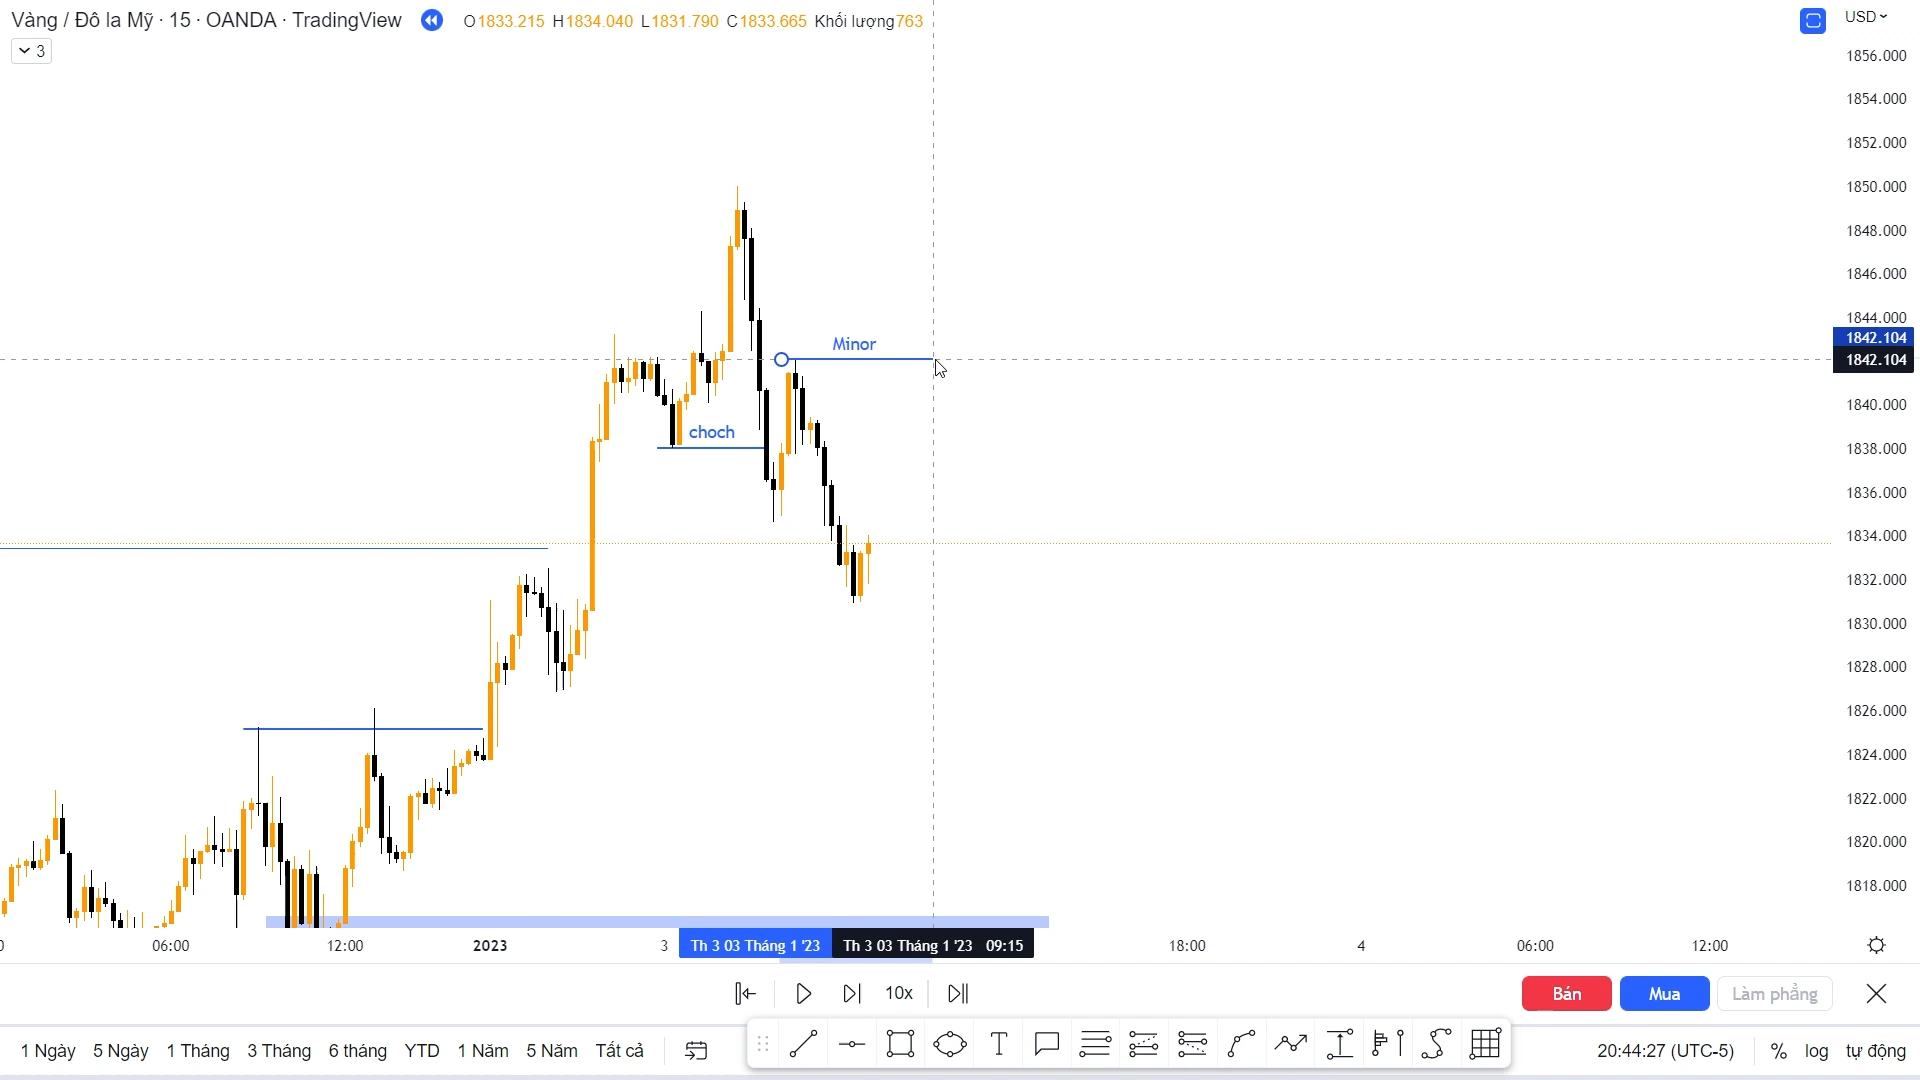 Vàng / Đô la Mỹ · 15 · OANDA · TradingView O1833.215 H1834.040 L1831.790 C1833.665 Khối lượng763
USD
3
1856.000
1854.000
1852.000
1850.000
1848.000
1846.000
1844.000
1842.104
1842.104
1840.000
1838.000
1836.000
1834.000
1832.000
1830.000
1828.000
1826.000
1824.000
1822.000
1820.000
1818.000
Minor
choch
0 06:00 12:00 2023 3 Th 3 03 Tháng 1 '23 Th 3 03 Tháng 1 '23 09:15 18:00 4 06:00 12:00
10x
Bán Mua Làm phẳng
1 Ngày 5 Ngày 1 Tháng 3 Tháng 6 tháng YTD 1 Năm 5 Năm Tất cả
20:44:27 (UTC-5) % log tự động